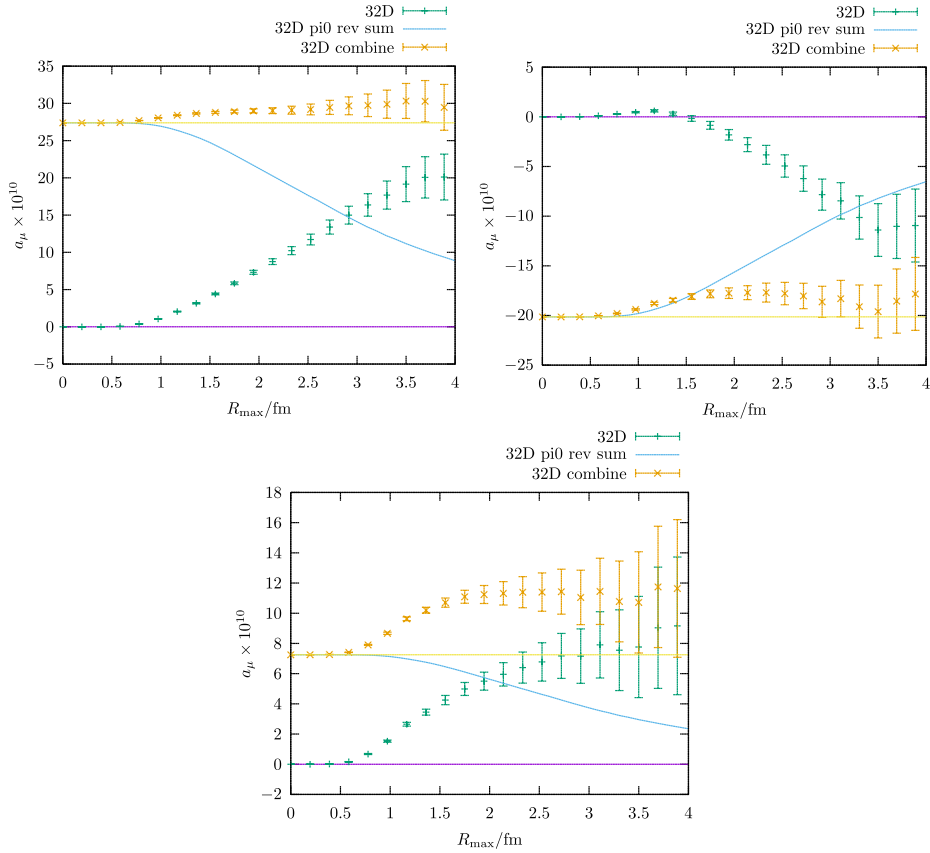 32D
32D pi0 rev sum
32D combine
35
30
25
20
15
10
5
0
−5
0 0.5 1 1.5 2 2.5 3 3.5 4
a_μ × 10^10
R_max/fm
32D
32D pi0 rev sum
32D combine
5
0
−5
−10
−15
−20
−25
0 0.5 1 1.5 2 2.5 3 3.5 4
a_μ × 10^10
R_max/fm
32D
32D pi0 rev sum
32D combine
18
16
14
12
10
8
6
4
2
0
−2
0 0.5 1 1.5 2 2.5 3 3.5 4
a_μ × 10^10
R_max/fm